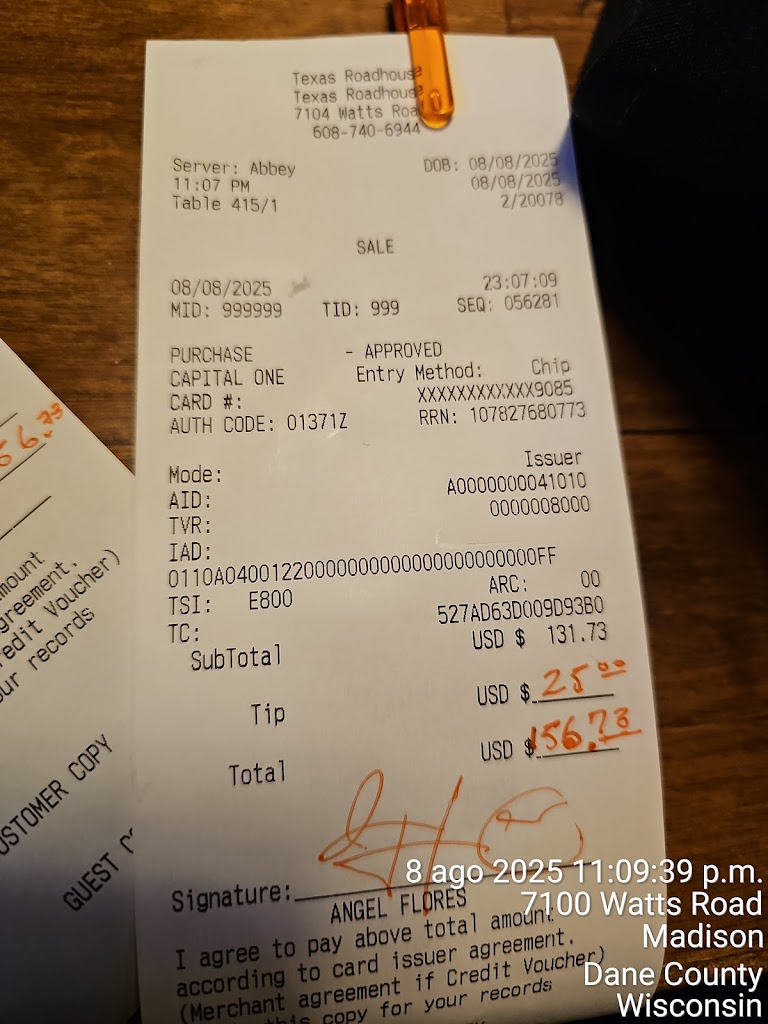 Texas Roadhouse
Texas Roadhouse
7104 Watts Roa
608-740-6944
Server: Abbey DOB: 08/08/2025
11:07 PM 08/08/2025
Table 415/1 2/20078
SALE
08/08/2025 23:07:09
MID: 999999 TID: 999 SEQ: 056281
PURCHASE - APPROVED
CAPITAL ONE Entry Method: Chip
CARD #: XXXXXXXXXXXX9085
AUTH CODE: 01371Z RRN: 107827680773
Mode: Issuer
AID: A0000000041010
TVR: 0000008000
IAD:
TSI: E800 ARC: 00
TC: 527AD63D009D93B0
SubTotal USD $ 131.73
Tip USD $ 25.00
Total USD $ 156.73
Signature:
ANGEL FLORES
I agree to pay above total amount
according to card issuer agreement.
(Merchant agreement if Credit Voucher)
this copy for your records
56.73
mount
greement.
redit Voucher)
ur records
USTOMER COPY
GUEST
8 ago 2025 11:09:39 p.m.
7100 Watts Road
Madison
Dane County
Wisconsin